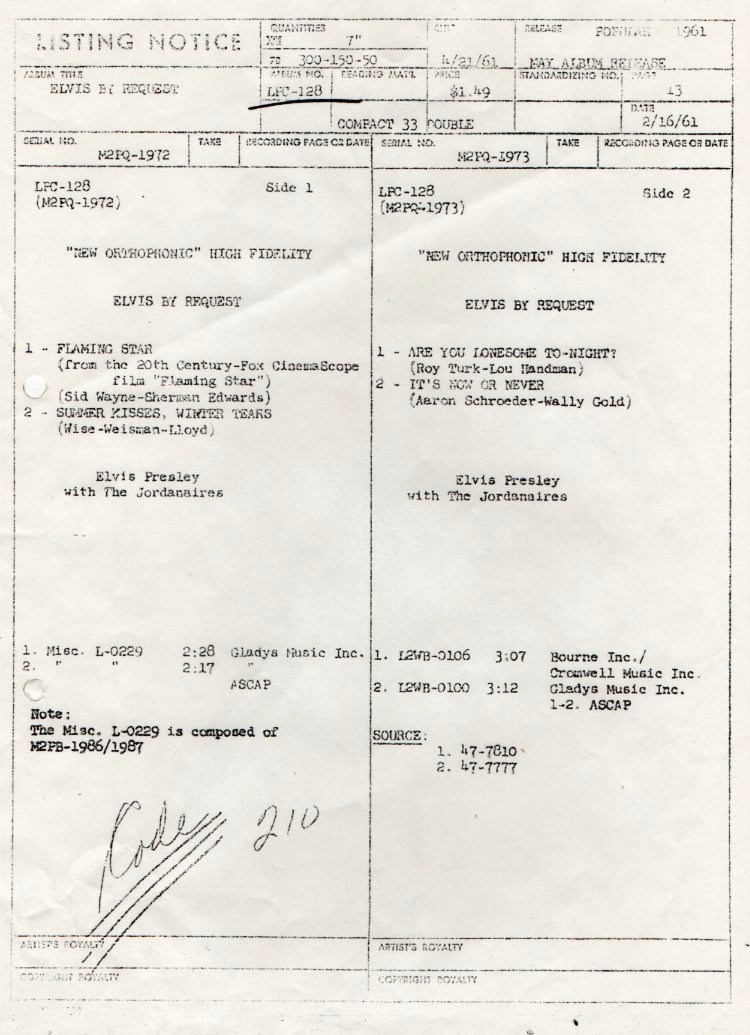 LISTING NOTICE
QUANTITIES
7"
300-150-50
4/21/61
RELEASE POPULAR 1961
MAY ALBUM RELEASE
ALBUM TITLE
ELVIS BY REQUEST
ALBUM NO.
LPC-128
READING MAT'L
PRICE
$1.49
STANDARDIZING NO.
PAGE
13
COMPACT 33 DOUBLE
DATE
2/16/61
SERIAL NO. M2PQ-1972 TAKE RECORDING PAGE OR DATE
SERIAL NO. M2PQ-1973 TAKE RECORDING PAGE OR DATE
LPC-128 Side 1
(M2PQ-1972)
"NEW ORTHOPHONIC" HIGH FIDELITY
ELVIS BY REQUEST
1 - FLAMING STAR
(from the 20th Century-Fox CinemaScope
film "Flaming Star")
(Sid Wayne-Sherman Edwards)
2 - SUMMER KISSES, WINTER TEARS
(Wise-Weisman-Lloyd)
Elvis Presley
with The Jordanaires
1. Misc. L-0229 2:28 Gladys Music Inc.
2. " " 2:17 "
ASCAP
Note:
The Misc. L-0229 is composed of
M2PB-1986/1987
Code 210
ARTIST'S ROYALTY
COPYRIGHT ROYALTY
LPC-128 Side 2
(M2PQ-1973)
"NEW ORTHOPHONIC" HIGH FIDELITY
ELVIS BY REQUEST
1 - ARE YOU LONESOME TO-NIGHT?
(Roy Turk-Lou Handman)
2 - IT'S NOW OR NEVER
(Aaron Schroeder-Wally Gold)
Elvis Presley
with The Jordanaires
1. L2WB-0106 3:07 Bourne Inc./
Cromwell Music Inc.
2. L2WB-0100 3:12 Gladys Music Inc.
1-2. ASCAP
SOURCE:
1. 47-7810
2. 47-7777
ARTIST'S ROYALTY
COPYRIGHT ROYALTY